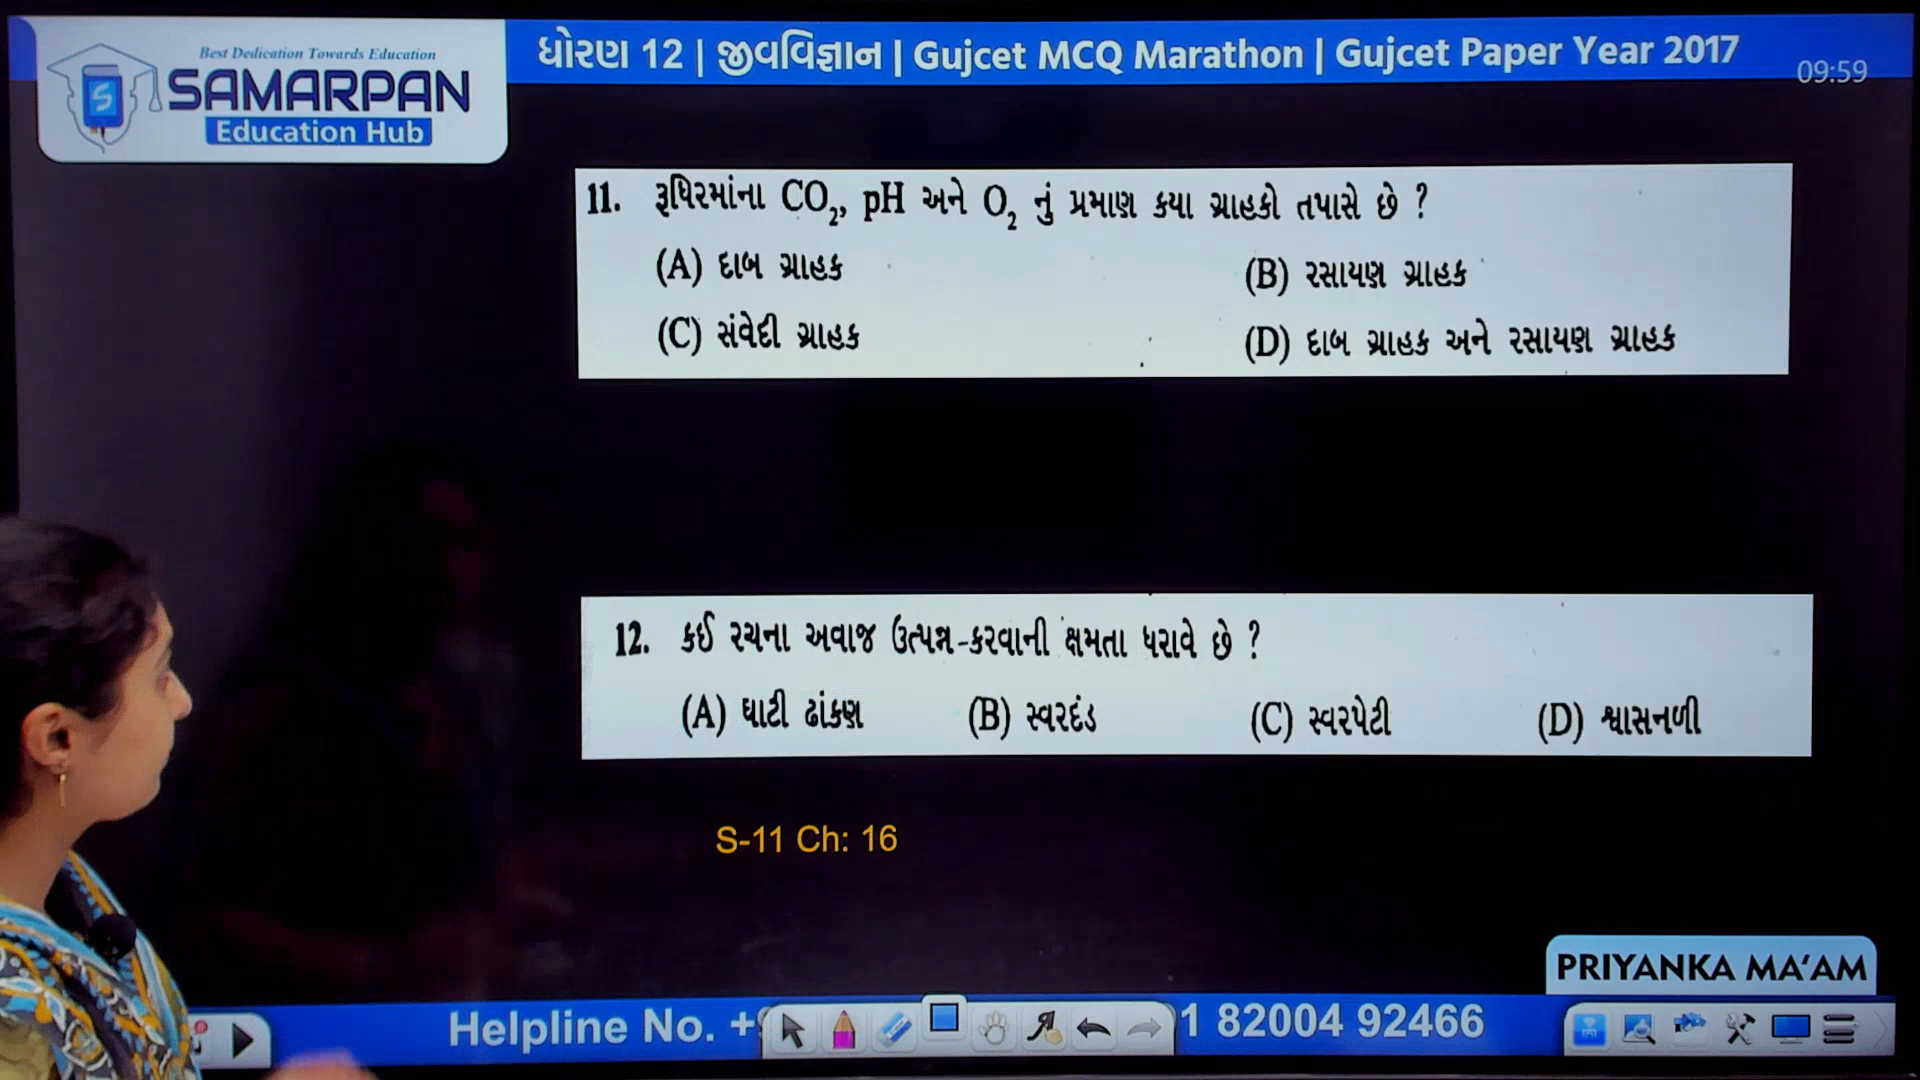 Best Dedication Towards Education
SAMARPAN
Education Hub
ધોરણ 12 | જીવવિજ્ઞાન | Gujcet MCQ Marathon | Gujcet Paper Year 2017
09:59
11. રૂધિરમાંના CO₂, pH અને O₂ નું પ્રમાણ કયા ગ્રાહકો તપાસે છે ?
(A) દાબ ગ્રાહક (B) રસાયણ ગ્રાહક
(C) સંવેદી ગ્રાહક (D) દાબ ગ્રાહક અને રસાયણ ગ્રાહક
12. કઈ રચના અવાજ ઉત્પન્ન-કરવાની ક્ષમતા ધરાવે છે ?
(A) ઘાટી ઢાંકણ (B) સ્વરદંડ (C) સ્વરપેટી (D) શ્વાસનળી
S-11 Ch: 16
PRIYANKA MA'AM
Helpline No. + 1 82004 92466